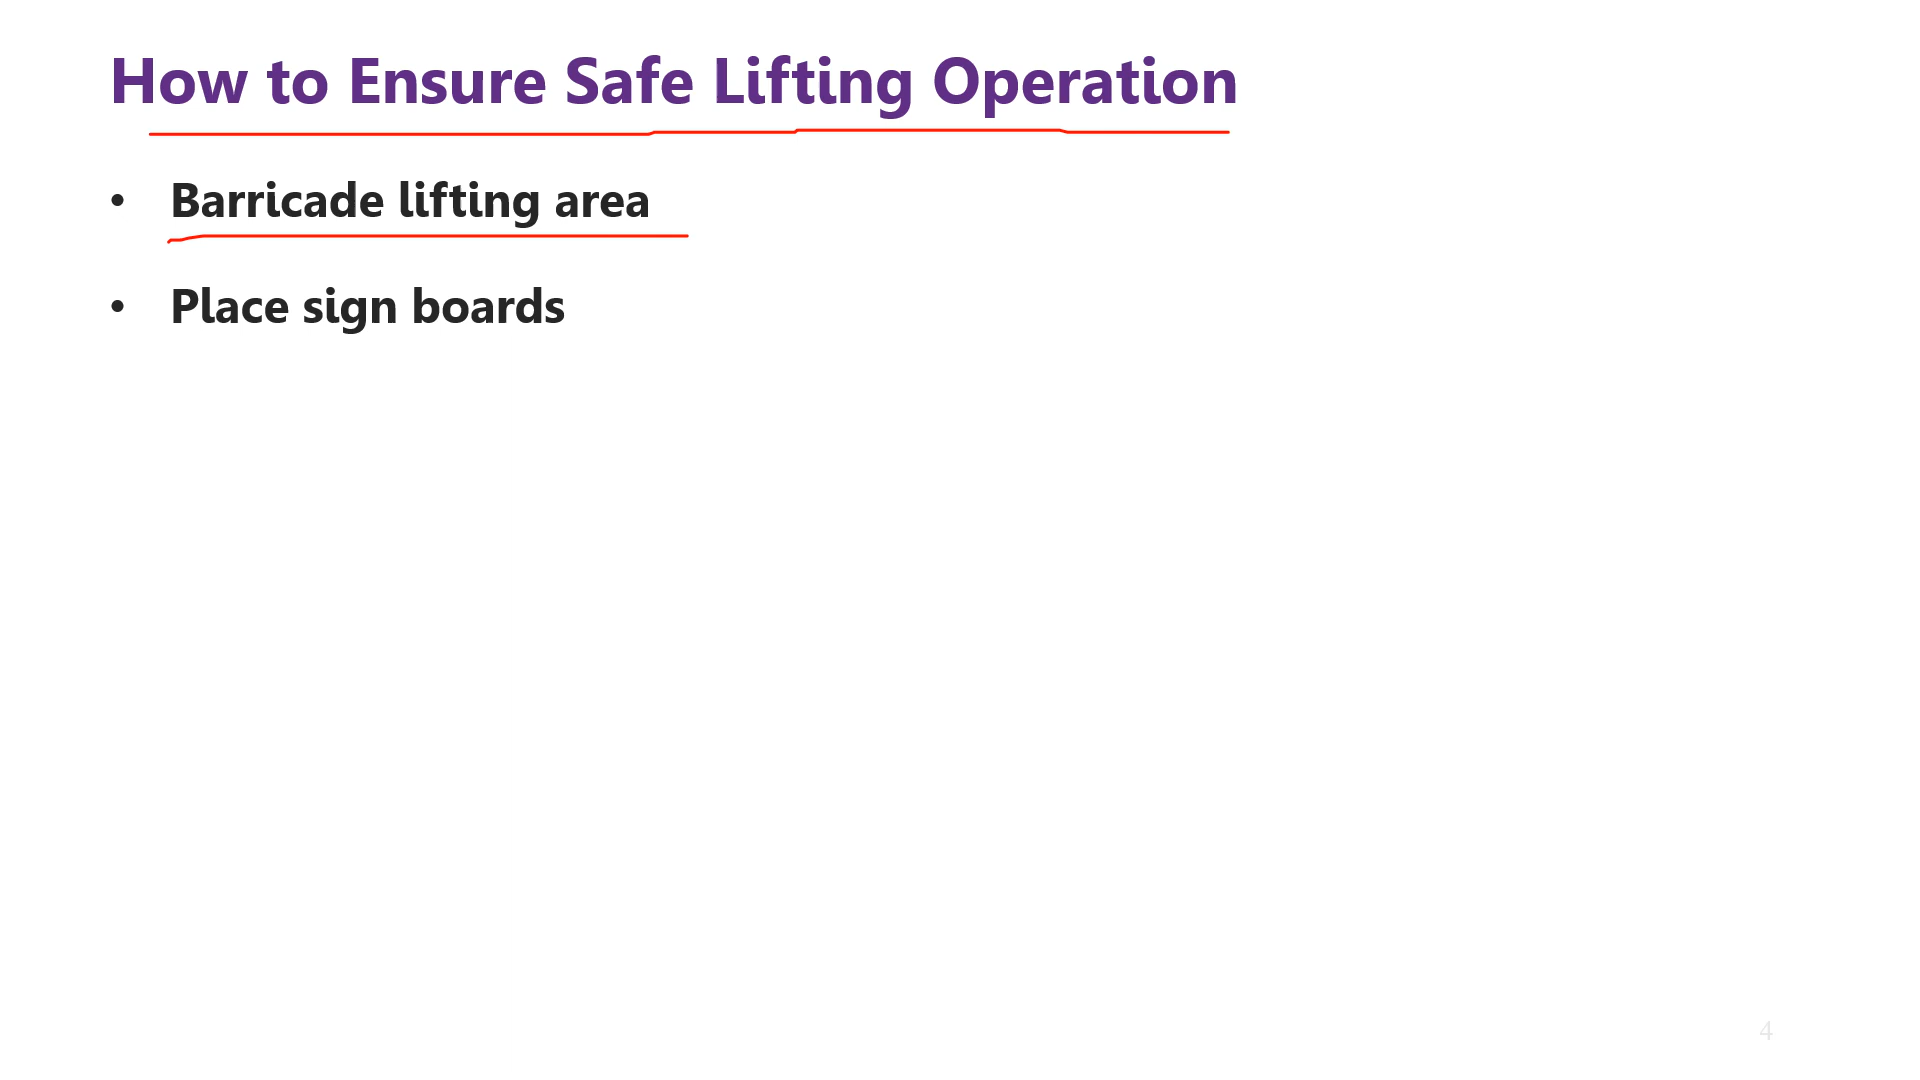 How to Ensure Safe Lifting Operation
• Barricade lifting area
• Place sign boards
4